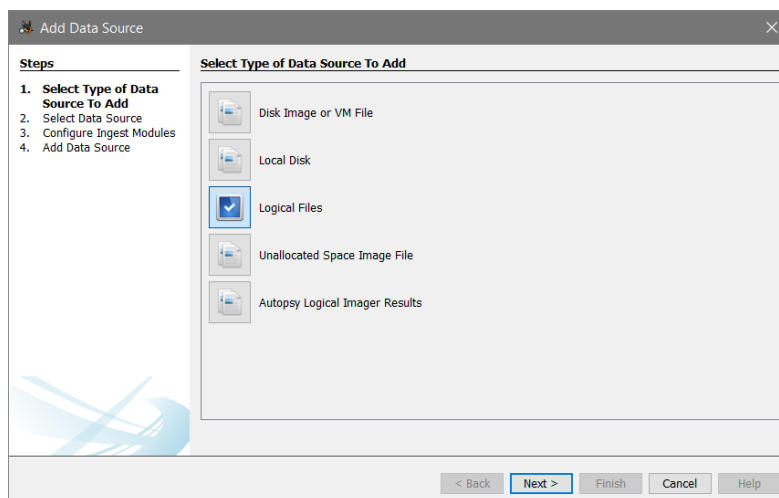 Add Data Source
Steps
1. Select Type of Data
Source To Add
2. Select Data Source
3. Configure Ingest Modules
4. Add Data Source
Select Type of Data Source To Add
Disk Image or VM File
Local Disk
Logical Files
Unallocated Space Image File
Autopsy Logical Imager Results
< Back Next > Finish Cancel Help